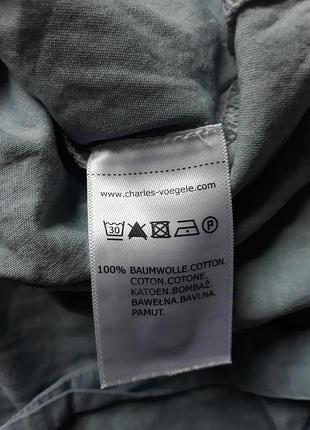 www.charles-voegele.com
30 P
100% BAUMWOLLE.COTTON.
COTON.COTONE.
KATOEN.BOMBAŽ.
BAWEŁNA.BAVLNA.
PAMUT.